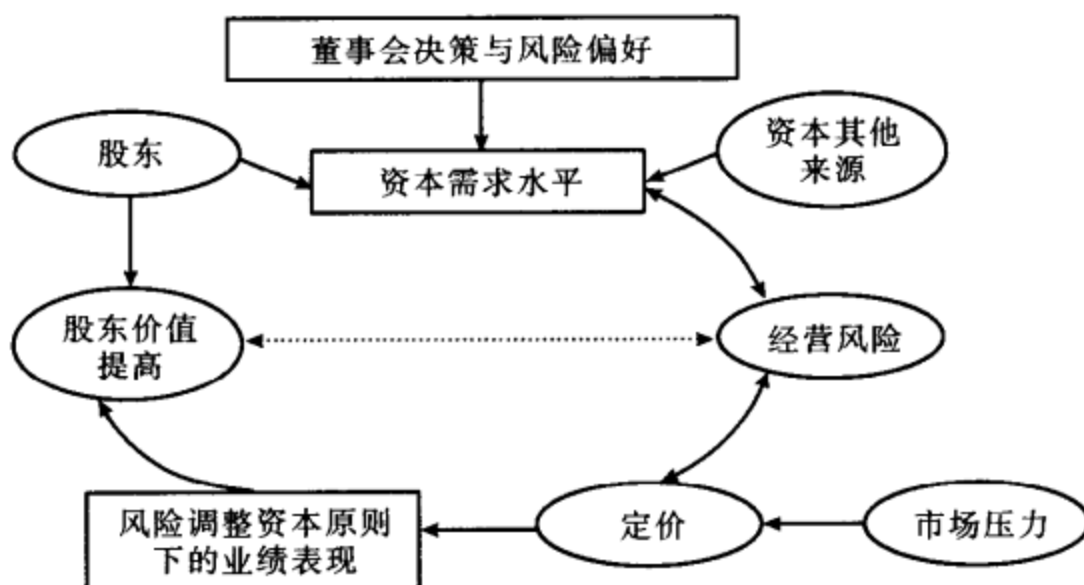 董事会决策与风险偏好
股东
资本需求水平
资本其他
来源
股东价值
提高
经营风险
风险调整资本原则
下的业绩表现
定价
市场压力